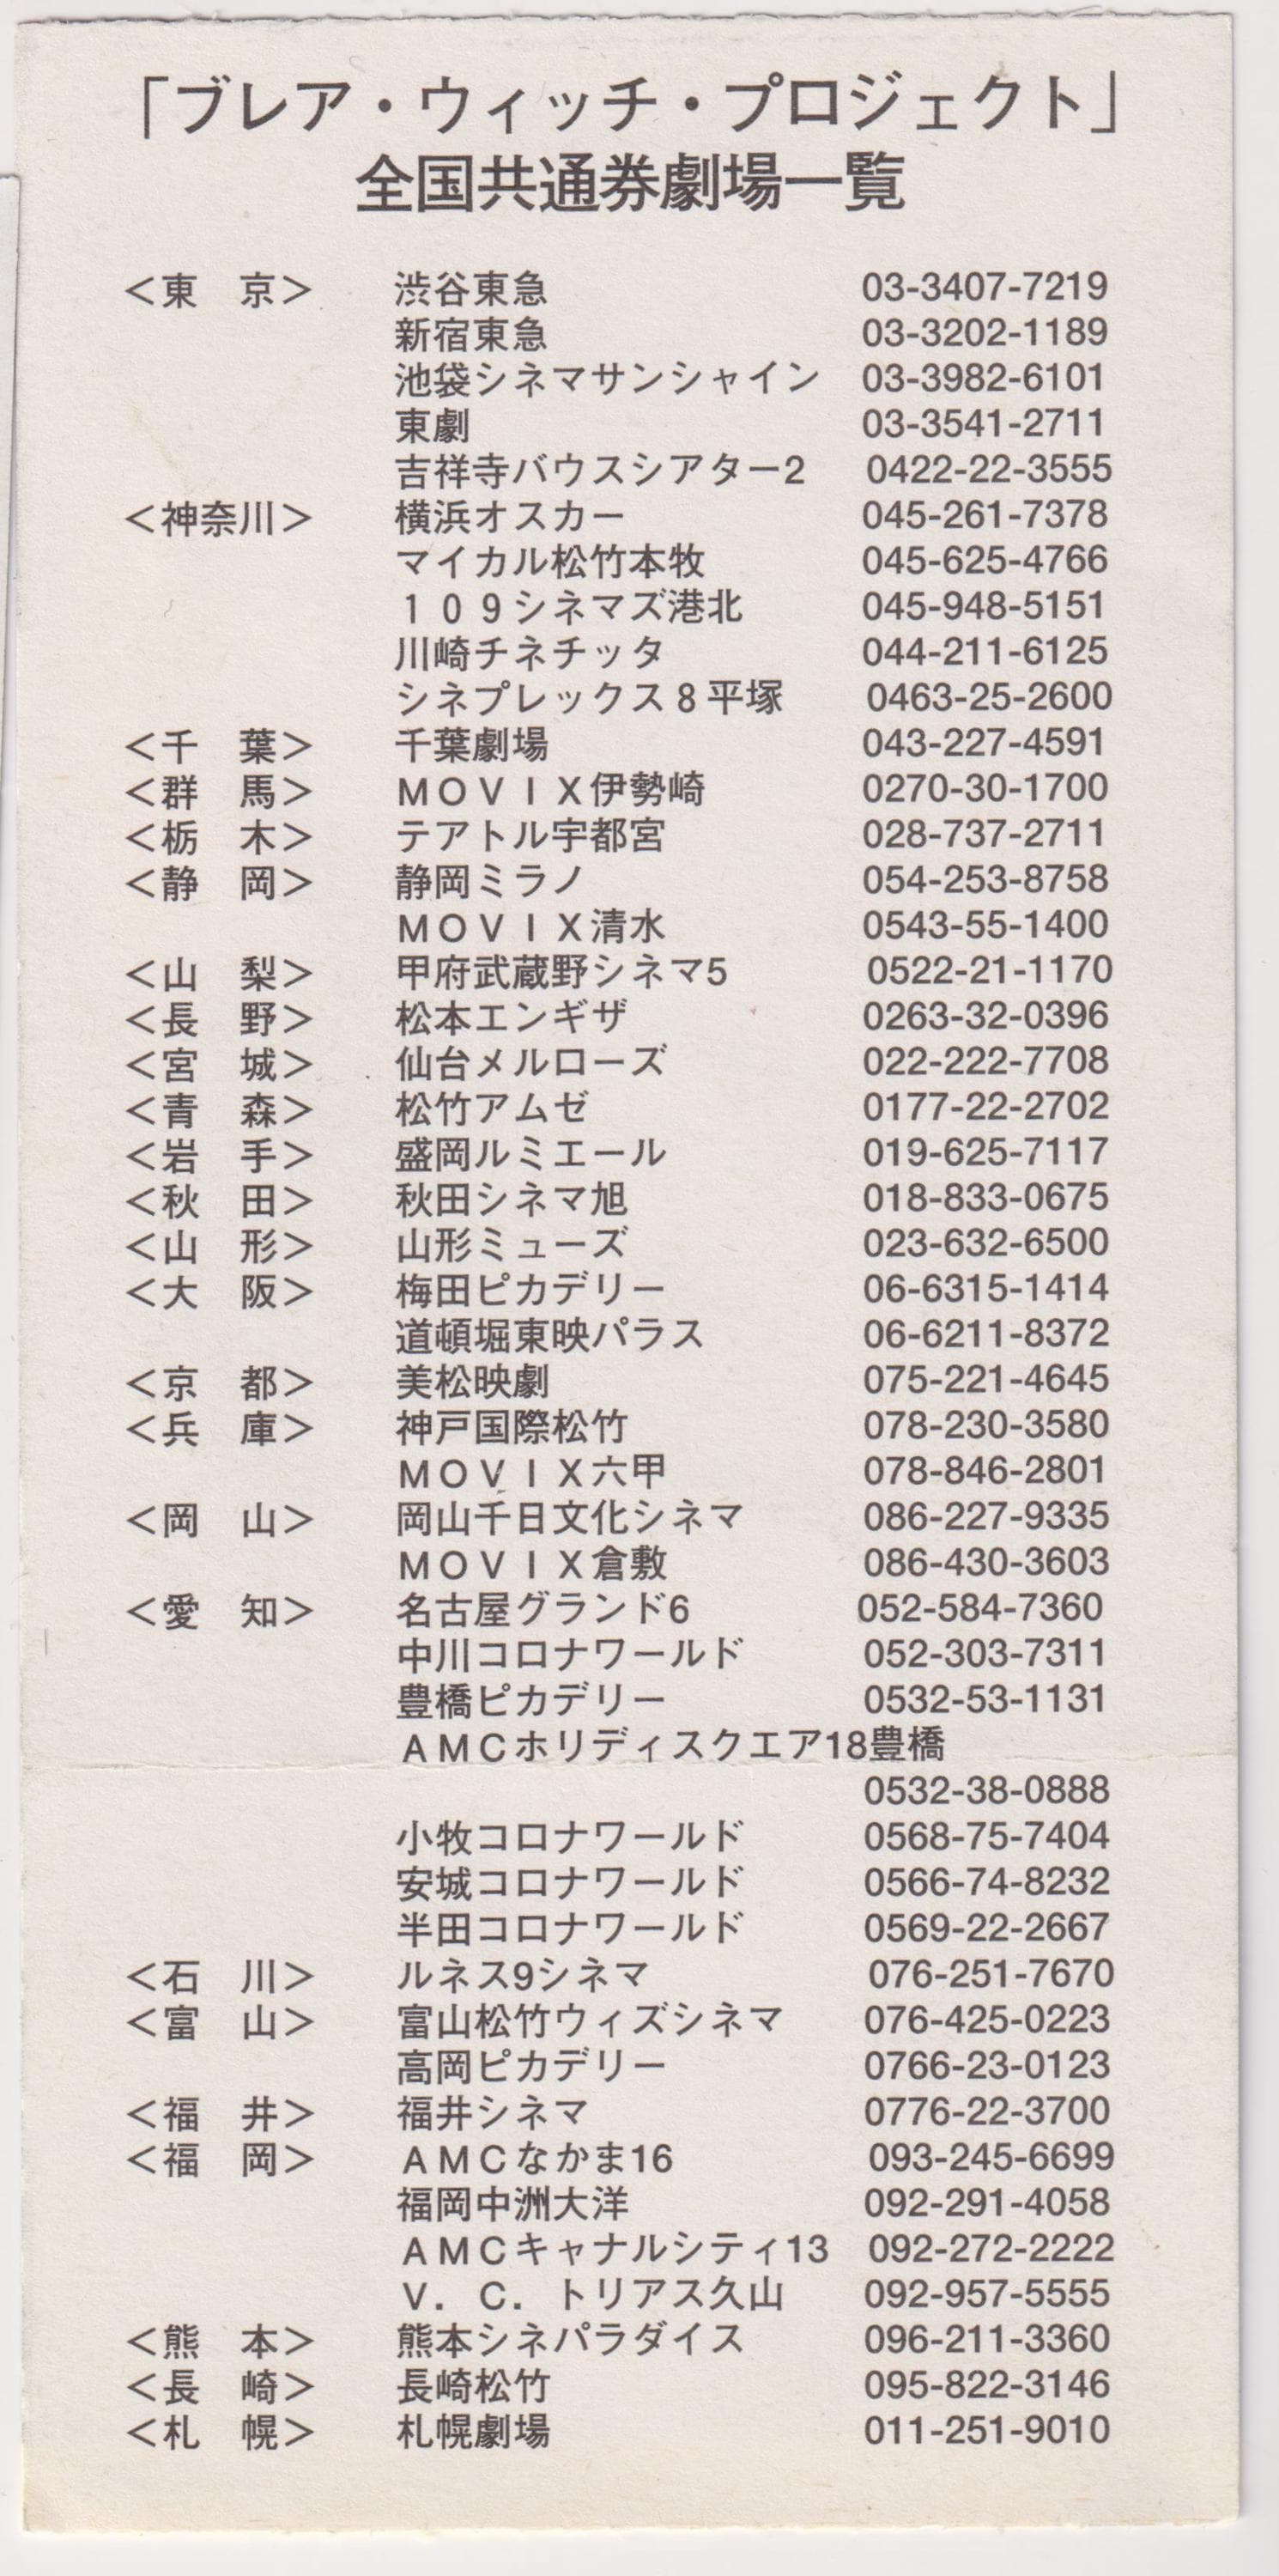 「ブレア・ウィッチ・プロジェクト」
全国共通券劇場一覧
＜東　京＞　渋谷東急　03-3407-7219
新宿東急　03-3202-1189
池袋シネマサンシャイン　03-3982-6101
東劇　03-3541-2711
吉祥寺バウスシアター2　0422-22-3555
＜神奈川＞　横浜オスカー　045-261-7378
マイカル松竹本牧　045-625-4766
１０９シネマズ港北　045-948-5151
川崎チネチッタ　044-211-6125
シネプレックス８平塚　0463-25-2600
＜千　葉＞　千葉劇場　043-227-4591
＜群　馬＞　ＭＯＶＩＸ伊勢崎　0270-30-1700
＜栃　木＞　テアトル宇都宮　028-737-2711
＜静　岡＞　静岡ミラノ　054-253-8758
ＭＯＶＩＸ清水　0543-55-1400
＜山　梨＞　甲府武蔵野シネマ5　0522-21-1170
＜長　野＞　松本エンギザ　0263-32-0396
＜宮　城＞　仙台メルローズ　022-222-7708
＜青　森＞　松竹アムゼ　0177-22-2702
＜岩　手＞　盛岡ルミエール　019-625-7117
＜秋　田＞　秋田シネマ旭　018-833-0675
＜山　形＞　山形ミューズ　023-632-6500
＜大　阪＞　梅田ピカデリー　06-6315-1414
道頓堀東映パラス　06-6211-8372
＜京　都＞　美松映劇　075-221-4645
＜兵　庫＞　神戸国際松竹　078-230-3580
ＭＯＶＩＸ六甲　078-846-2801
＜岡　山＞　岡山千日文化シネマ　086-227-9335
ＭＯＶＩＸ倉敷　086-430-3603
＜愛　知＞　名古屋グランド6　052-584-7360
中川コロナワールド　052-303-7311
豊橋ピカデリー　0532-53-1131
ＡＭＣホリディスクエア18豊橋
0532-38-0888
小牧コロナワールド　0568-75-7404
安城コロナワールド　0566-74-8232
半田コロナワールド　0569-22-2667
＜石　川＞　ルネス9シネマ　076-251-7670
＜富　山＞　富山松竹ウィズシネマ　076-425-0223
高岡ピカデリー　0766-23-0123
＜福　井＞　福井シネマ　0776-22-3700
＜福　岡＞　ＡＭＣなかま16　093-245-6699
福岡中洲大洋　092-291-4058
ＡＭＣキャナルシティ13　092-272-2222
Ｖ．Ｃ．トリアス久山　092-957-5555
＜熊　本＞　熊本シネパラダイス　096-211-3360
＜長　崎＞　長崎松竹　095-822-3146
＜札　幌＞　札幌劇場　011-251-9010